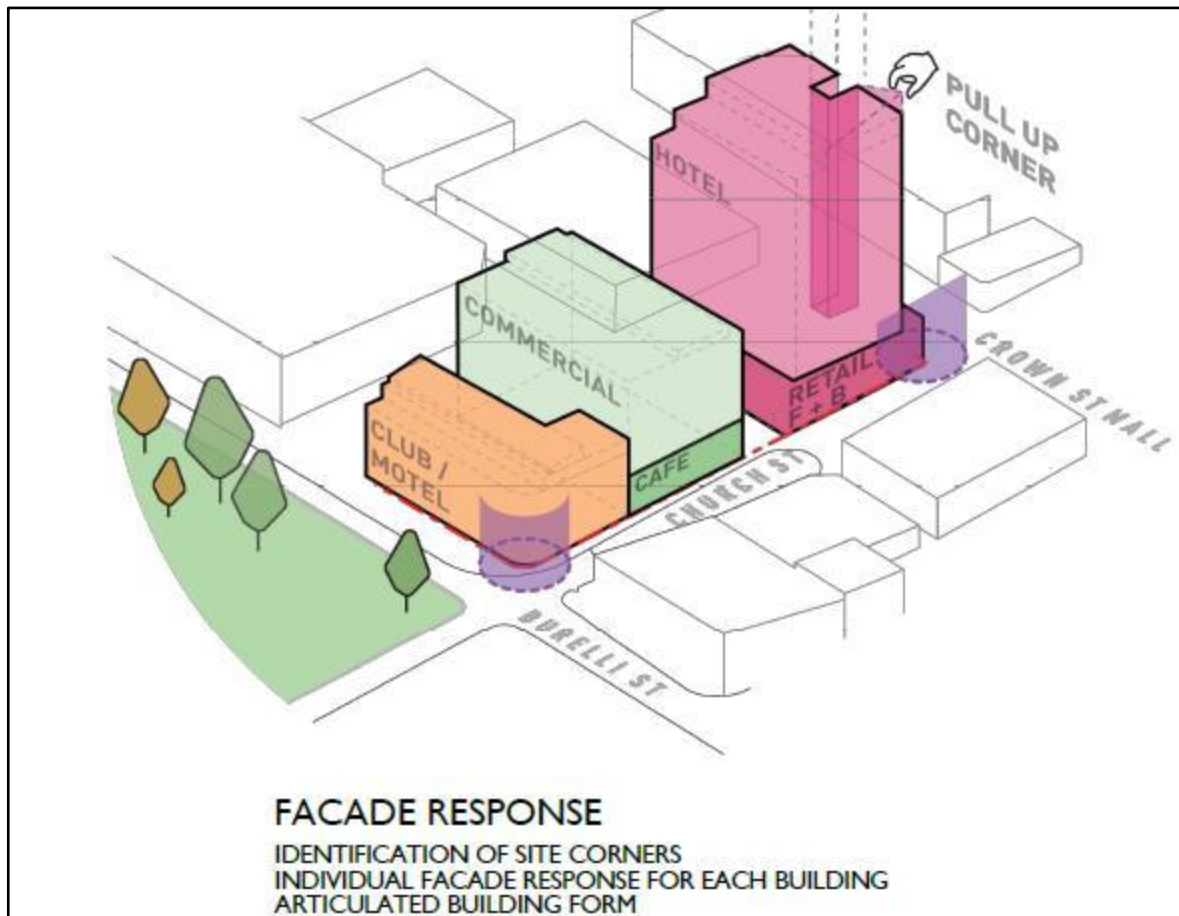 PULL UP
CORNER
HOTEL
COMMERCIAL
RETAIL
F + B
CROWN ST MALL
CLUB /
MOTEL
CAFE
CHURCH ST
BURELLI ST
FACADE RESPONSE
IDENTIFICATION OF SITE CORNERS
INDIVIDUAL FACADE RESPONSE FOR EACH BUILDING
ARTICULATED BUILDING FORM